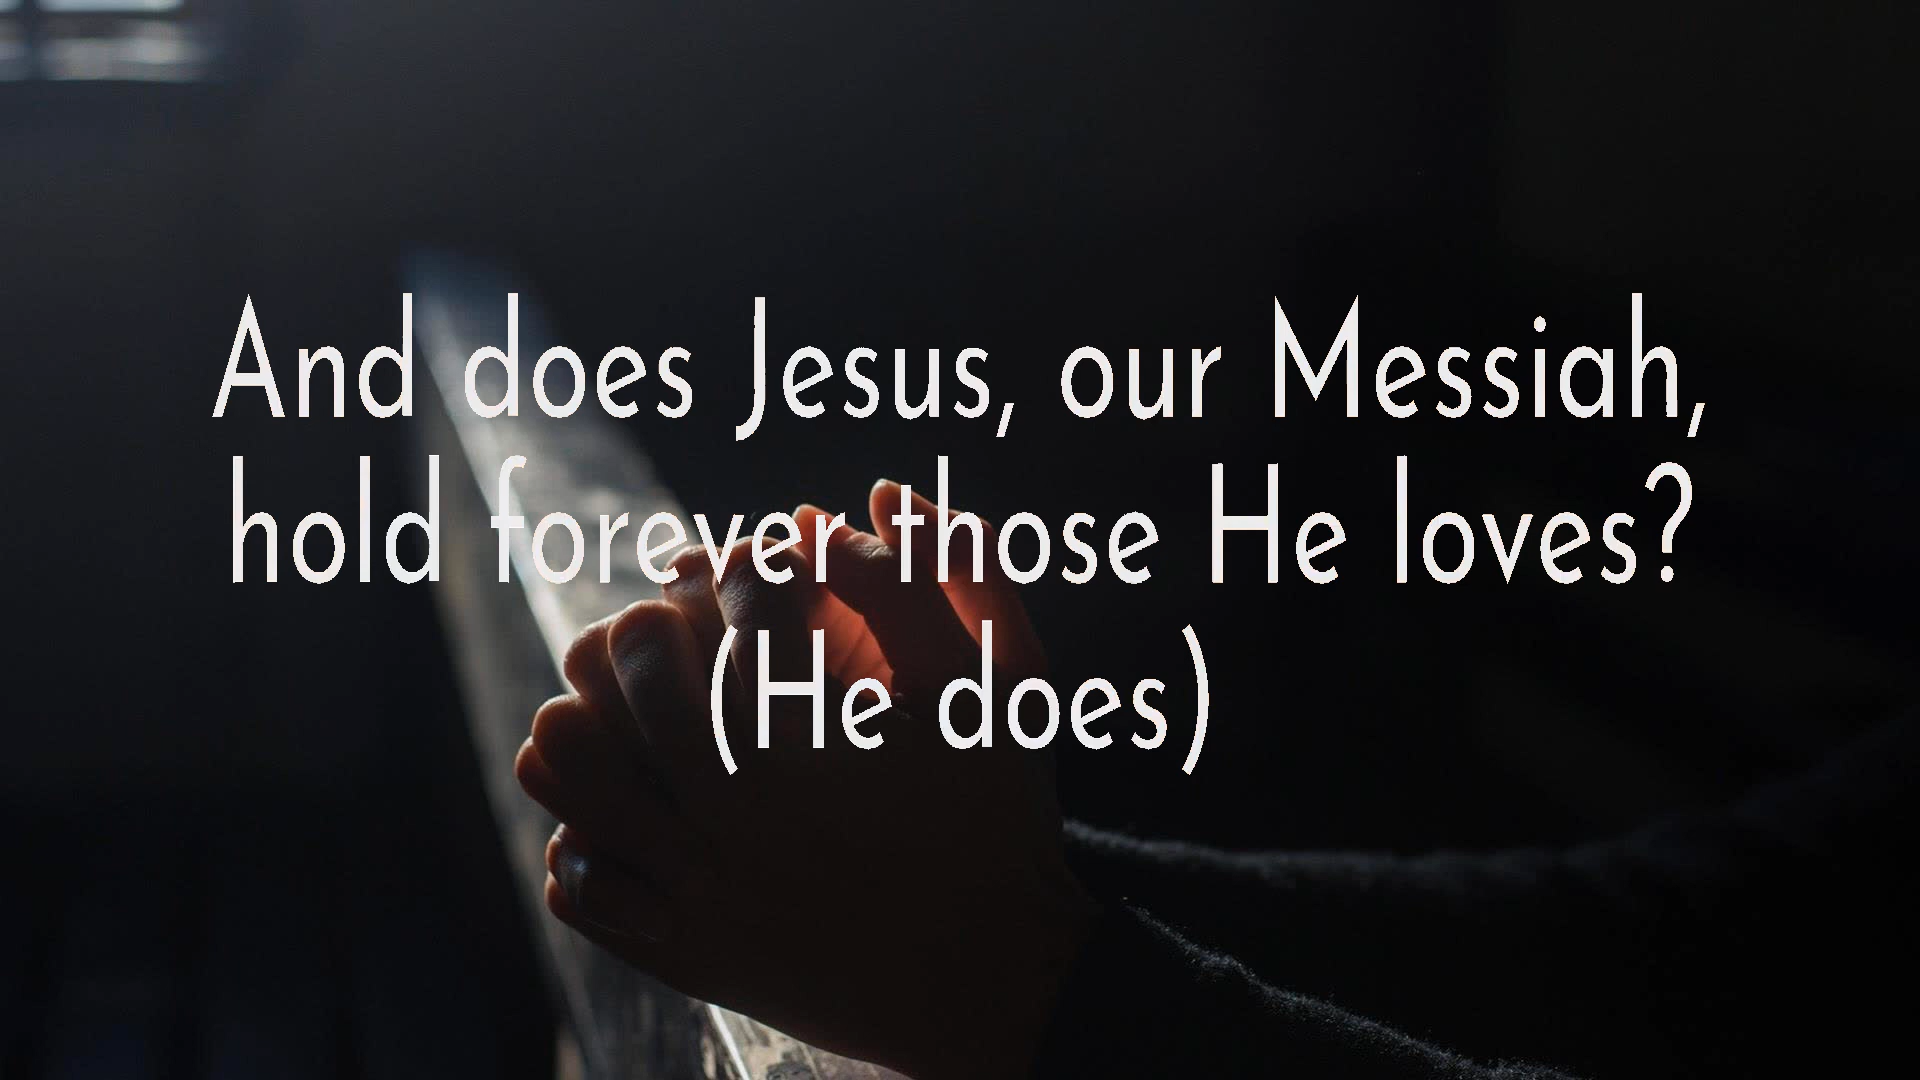 And does Jesus, our Messiah,
hold forever those He loves?
(He does)